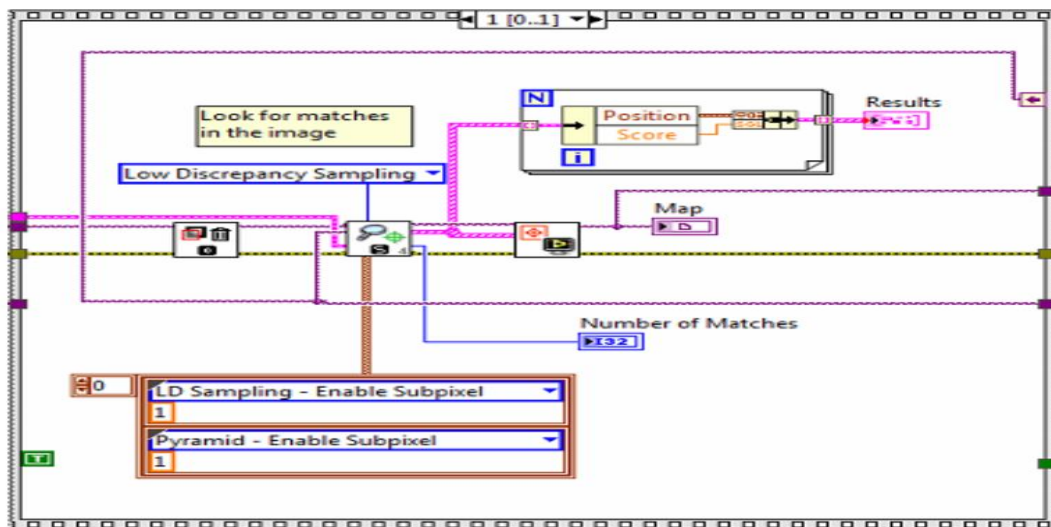 1 [0..1]
N
Position
Score
i
Results
Look for matches
in the image
Low Discrepancy Sampling
Map
S 4
Number of Matches
I32
0
LD Sampling - Enable Subpixel
1
Pyramid - Enable Subpixel
1
T